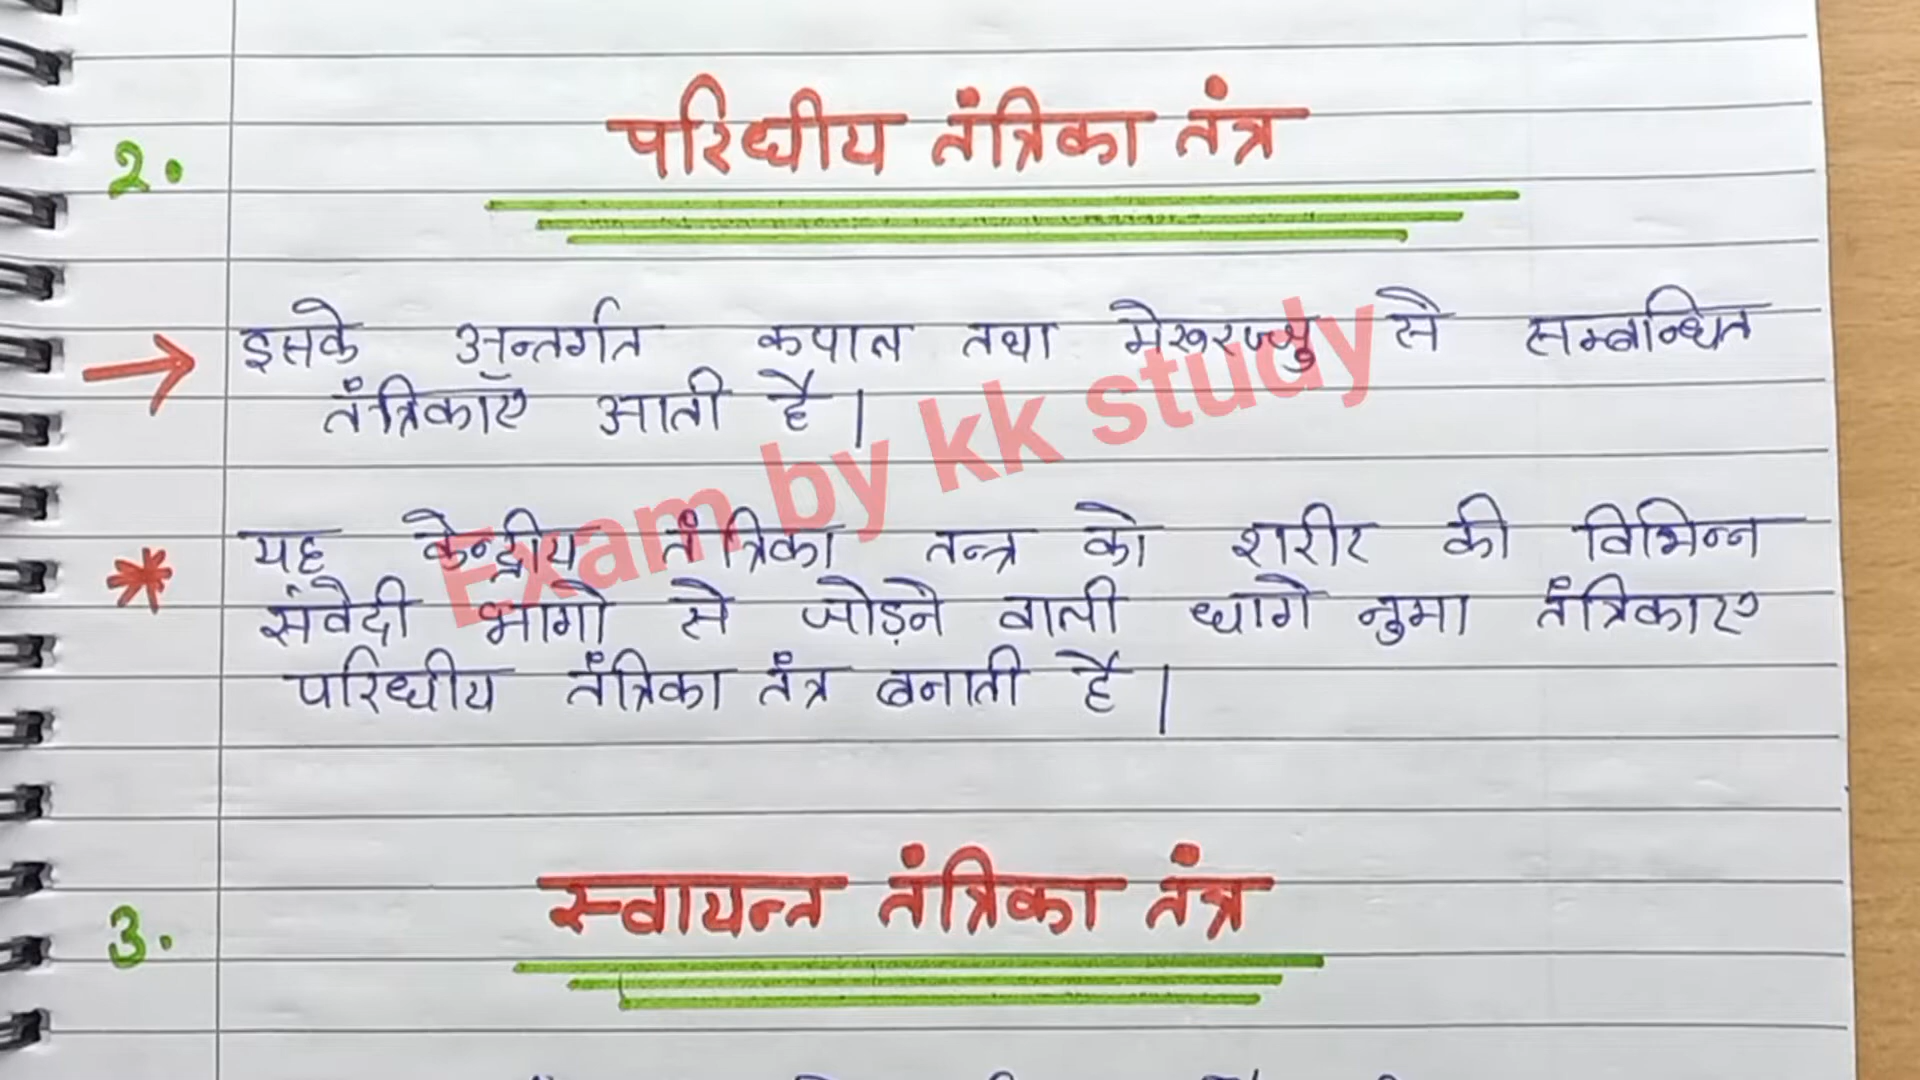 2. परिधीय तंत्रिका तंत्र
→ इसके अन्तर्गत कपाल तथा मेरूरज्जु से सम्बन्धित
तंत्रिकाएँ आती है।
* यह केन्द्रीय तंत्रिका तन्त्र को शरीर की विभिन्न
संवेदी भागो से जोड़ने वाली धागे नुमा तंत्रिकाए
परिधीय तंत्रिका तंत्र बनाती है।
Exam by kk study
3. स्वायन्त तंत्रिका तंत्र